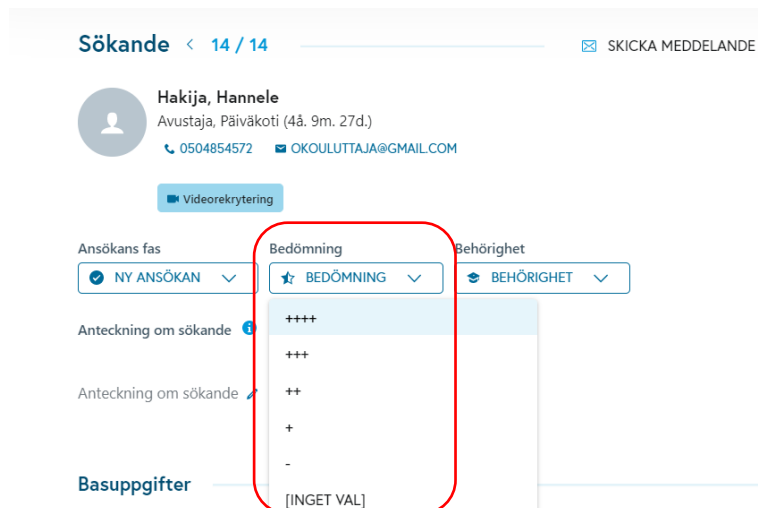 Sökande < 14 / 14 SKICKA MEDDELANDE
Hakija, Hannele
Avustaja, Päiväkoti (4å. 9m. 27d.)
0504854572 OKOULUTTAJA@GMAIL.COM
Videorekrytering
Ansökans fas Bedömning Behörighet
NY ANSÖKAN BEDÖMNING BEHÖRIGHET
++++
Anteckning om sökande
+++
++
Anteckning om sökande
+
-
Basuppgifter
[INGET VAL]